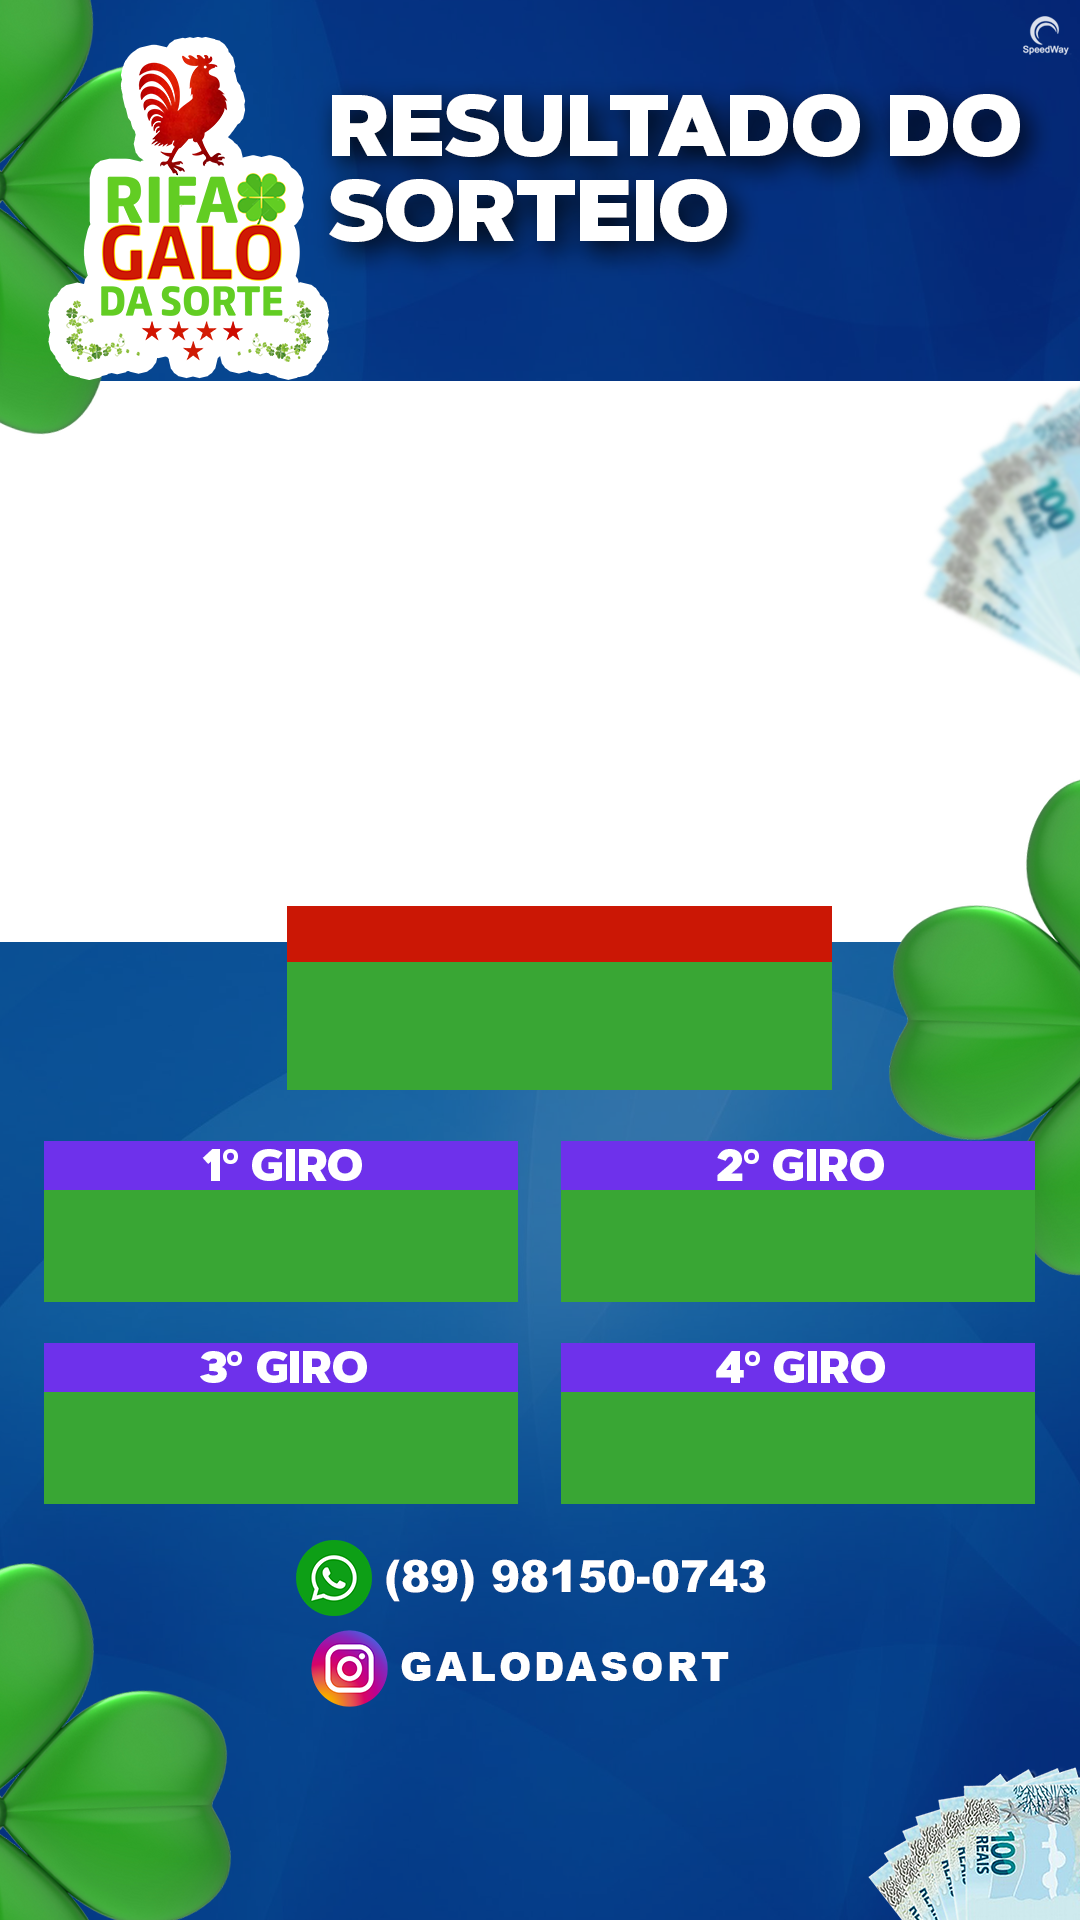 SpeedWay
RIFA
GALO
DA SORTE
RESULTADO DO
SORTEIO
100
REAIS
1º GIRO
2º GIRO
3º GIRO
4º GIRO
(89) 98150-0743
GALODASORT
100
REAIS